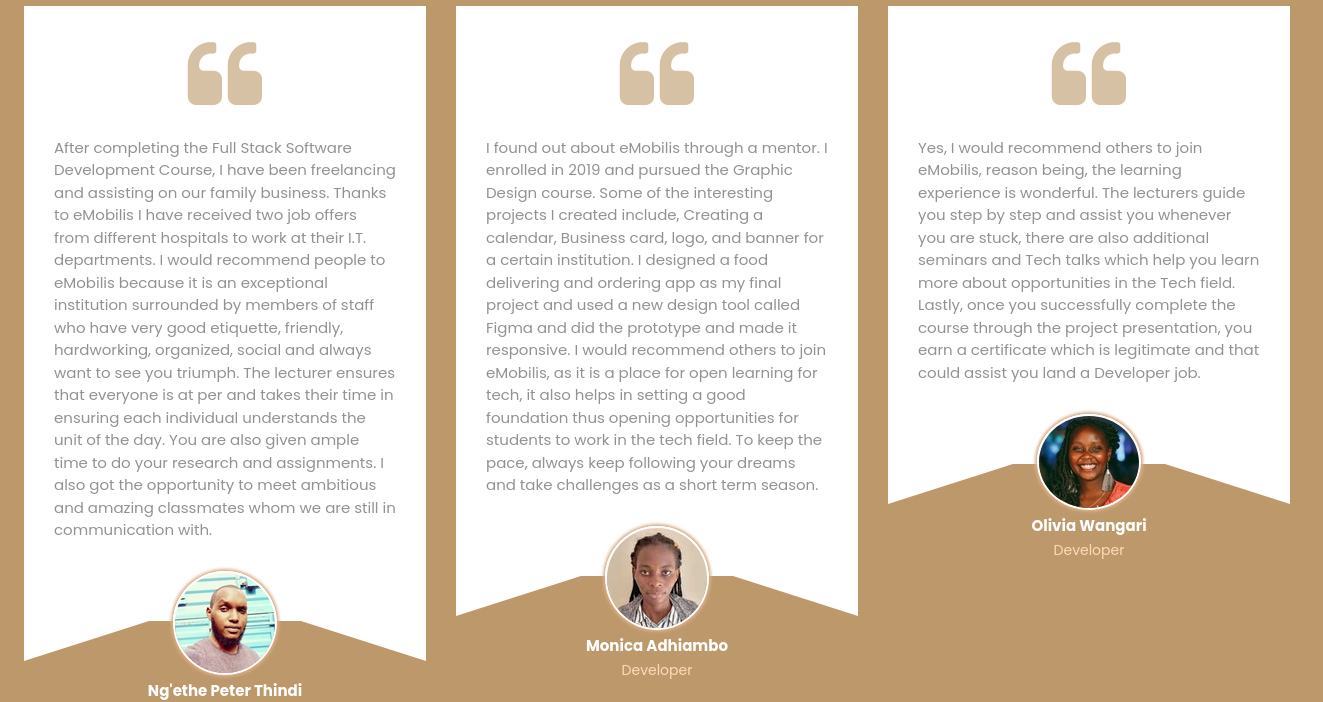 After completing the Full Stack Software
Development Course, I have been freelancing
and assisting on our family business. Thanks
to eMobilis I have received two job offers
from different hospitals to work at their I.T.
departments. I would recommend people to
eMobilis because it is an exceptional
institution surrounded by members of staff
who have very good etiquette, friendly,
hardworking, organized, social and always
want to see you triumph. The lecturer ensures
that everyone is at per and takes their time in
ensuring each individual understands the
unit of the day. You are also given ample
time to do your research and assignments. I
also got the opportunity to meet ambitious
and amazing classmates whom we are still in
communication with.
Ng'ethe Peter Thindi
I found out about eMobilis through a mentor. I
enrolled in 2019 and pursued the Graphic
Design course. Some of the interesting
projects I created include, Creating a
calendar, Business card, logo, and banner for
a certain institution. I designed a food
delivering and ordering app as my final
project and used a new design tool called
Figma and did the prototype and made it
responsive. I would recommend others to join
eMobilis, as it is a place for open learning for
tech, it also helps in setting a good
foundation thus opening opportunities for
students to work in the tech field. To keep the
pace, always keep following your dreams
and take challenges as a short term season.
Monica Adhiambo
Developer
Yes, I would recommend others to join
eMobilis, reason being, the learning
experience is wonderful. The lecturers guide
you step by step and assist you whenever
you are stuck, there are also additional
seminars and Tech talks which help you learn
more about opportunities in the Tech field.
Lastly, once you successfully complete the
course through the project presentation, you
earn a certificate which is legitimate and that
could assist you land a Developer job.
Olivia Wangari
Developer